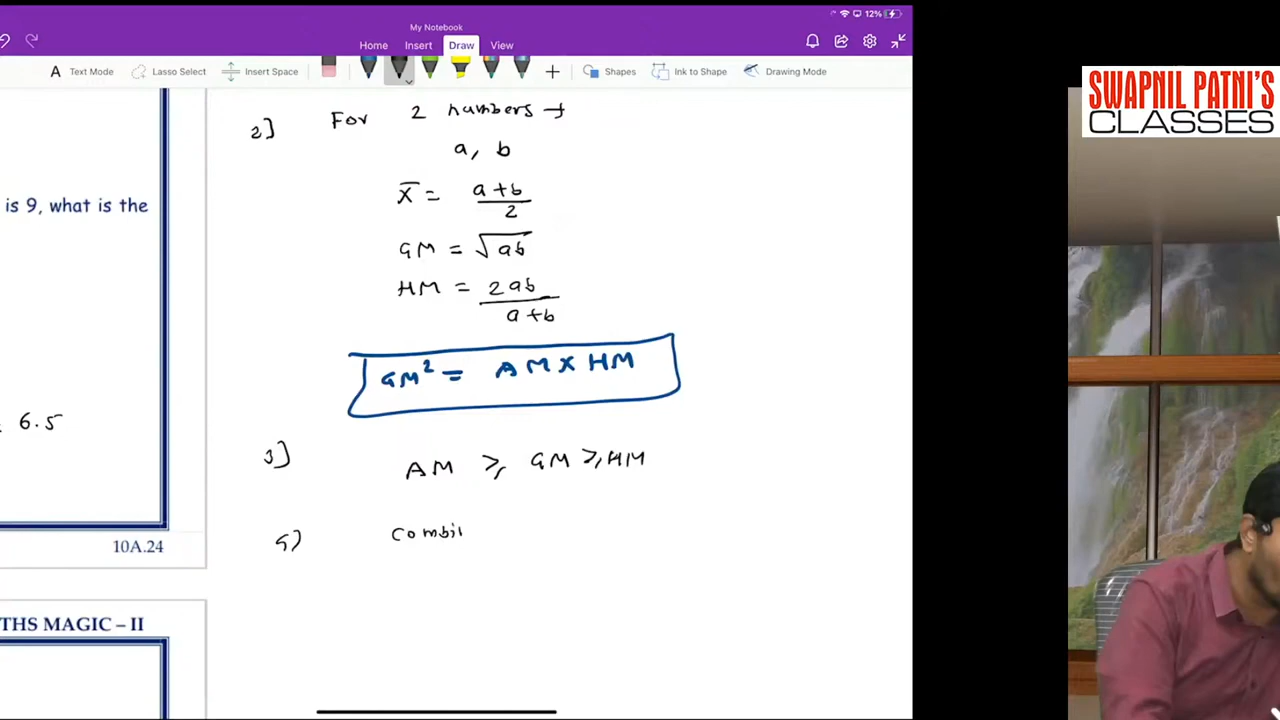 12%
My Notebook
Home Insert Draw View
Text Mode Lasso Select Insert Space Shapes Ink to Shape Drawing Mode
SWAPNIL PATNI'S
CLASSES
2] For 2 numbers →
a, b
is 9, what is the
X̅ = a+b/2
GM = √ab
HM = 2ab/a+b
GM² = AM X HM
6.5
3] AM ≥ GM ≥ HM
4) Combi
10A.24
THS MAGIC – II